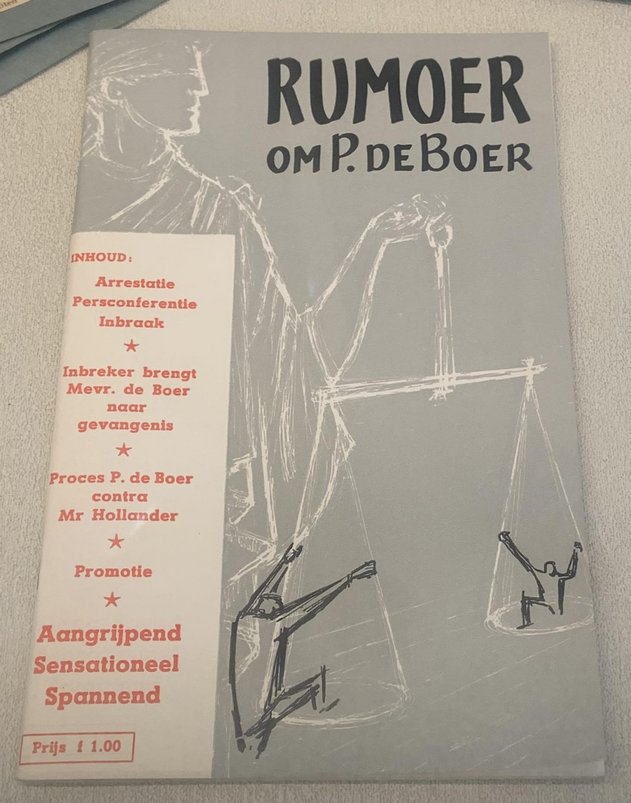 RUMOER
OM P. DE BOER
INHOUD:
Arrestatie
Persconferentie
Inbraak
Inbreker brengt
Mevr. de Boer
naar
gevangenis
Proces P. de Boer
contra
Mr Hollander
Promotie
Aangrijpend
Sensationeel
Spannend
Prijs f 1.00